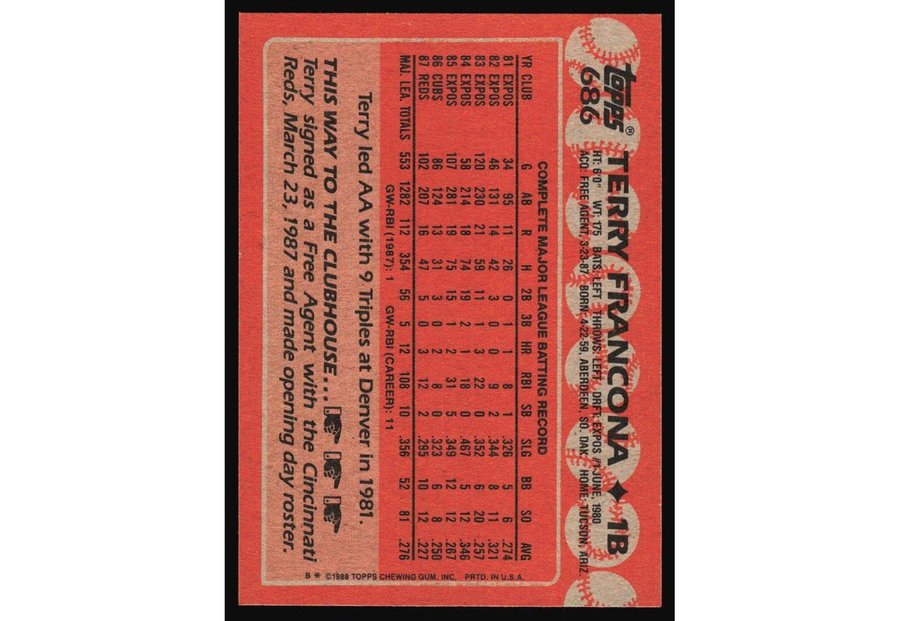 topps®
686
TERRY FRANCONA ✦ 1B
HT: 6'0" WT: 175 BATS: LEFT THROWS: LEFT DRFT: EXPOS #1-JUNE, 1980
ACQ: FREE AGENT, 3-23-87 BORN: 4-22-59, ABERDEEN, SO. DAK. HOME: TUCSON, ARIZ.
COMPLETE MAJOR LEAGUE BATTING RECORD
YR CLUB G AB R H 2B 3B HR RBI SB SLG BB SO AVG
81 EXPOS 34 95 11 26 0 1 1 8 1 .326 5 6 .274
82 EXPOS 46 131 14 42 3 0 0 9 2 .344 8 11 .321
83 EXPOS 120 230 21 59 11 1 3 22 0 .352 6 20 .257
84 EXPOS 58 214 18 74 19 2 1 18 0 .467 5 12 .346
85 EXPOS 107 281 19 75 15 1 2 31 5 .349 12 12 .267
86 CUBS 86 124 13 31 3 0 2 8 0 .323 6 8 .250
87 REDS 102 207 16 47 5 0 3 12 2 .295 10 12 .227
MAJ. LEA. TOTALS 553 1282 112 354 56 5 12 108 10 .356 52 81 .276
GW-RBI (1987): 1 GW-RBI (CAREER): 11
Terry led AA with 9 Triples at Denver in 1981.
THIS WAY TO THE CLUBHOUSE...
Terry signed as a Free Agent with the Cincinnati
Reds, March 23, 1987 and made opening day roster.
B * ©1988 TOPPS CHEWING GUM, INC. PRTD. IN U.S.A.